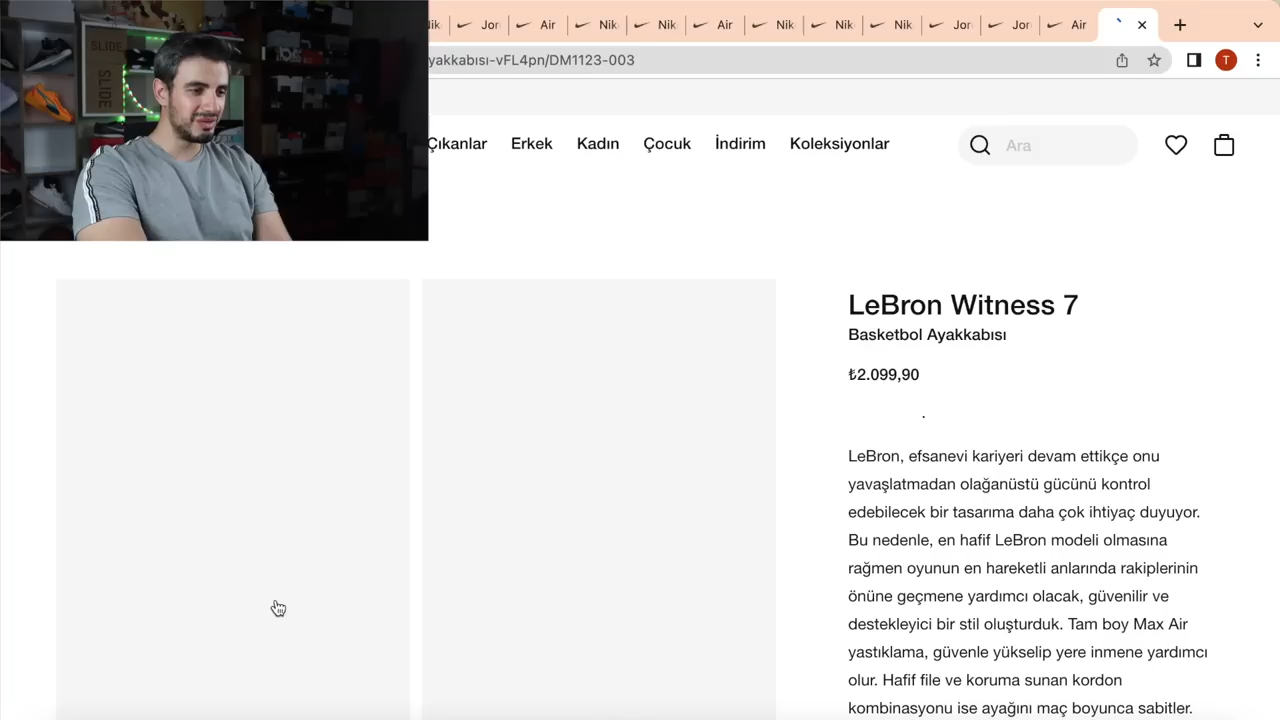 SLIDE
SLIDE
Nik
Jor
Air
Nik
Nik
Air
Nik
Nik
Nik
Jor
Jor
Air
yakkabısı-vFL4pn/DM1123-003
T
Çıkanlar
Erkek
Kadın
Çocuk
İndirim
Koleksiyonlar
Ara
LeBron Witness 7
Basketbol Ayakkabısı
₺2.099,90
LeBron, efsanevi kariyeri devam ettikçe onu
yavaşlatmadan olağanüstü gücünü kontrol
edebilecek bir tasarıma daha çok ihtiyaç duyuyor.
Bu nedenle, en hafif LeBron modeli olmasına
rağmen oyunun en hareketli anlarında rakiplerinin
önüne geçmene yardımcı olacak, güvenilir ve
destekleyici bir stil oluşturduk. Tam boy Max Air
yastıklama, güvenle yükselip yere inmene yardımcı
olur. Hafif file ve koruma sunan kordon
kombinasyonu ise ayağını maç boyunca sabitler.